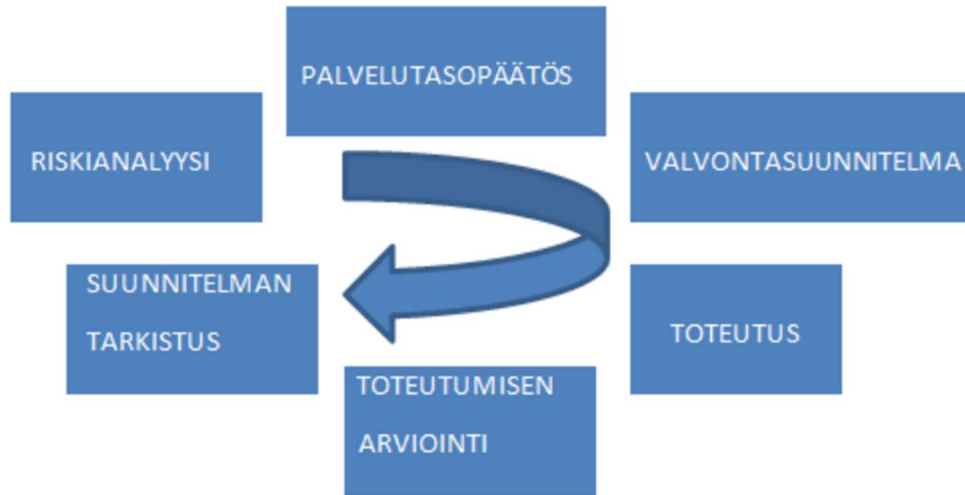 PALVELUTASOPÄÄTÖS
RISKIANALYYSI
VALVONTASUUNNITELMA
SUUNNITELMAN
TARKISTUS
TOTEUTUS
TOTEUTUMISEN
ARVIOINTI